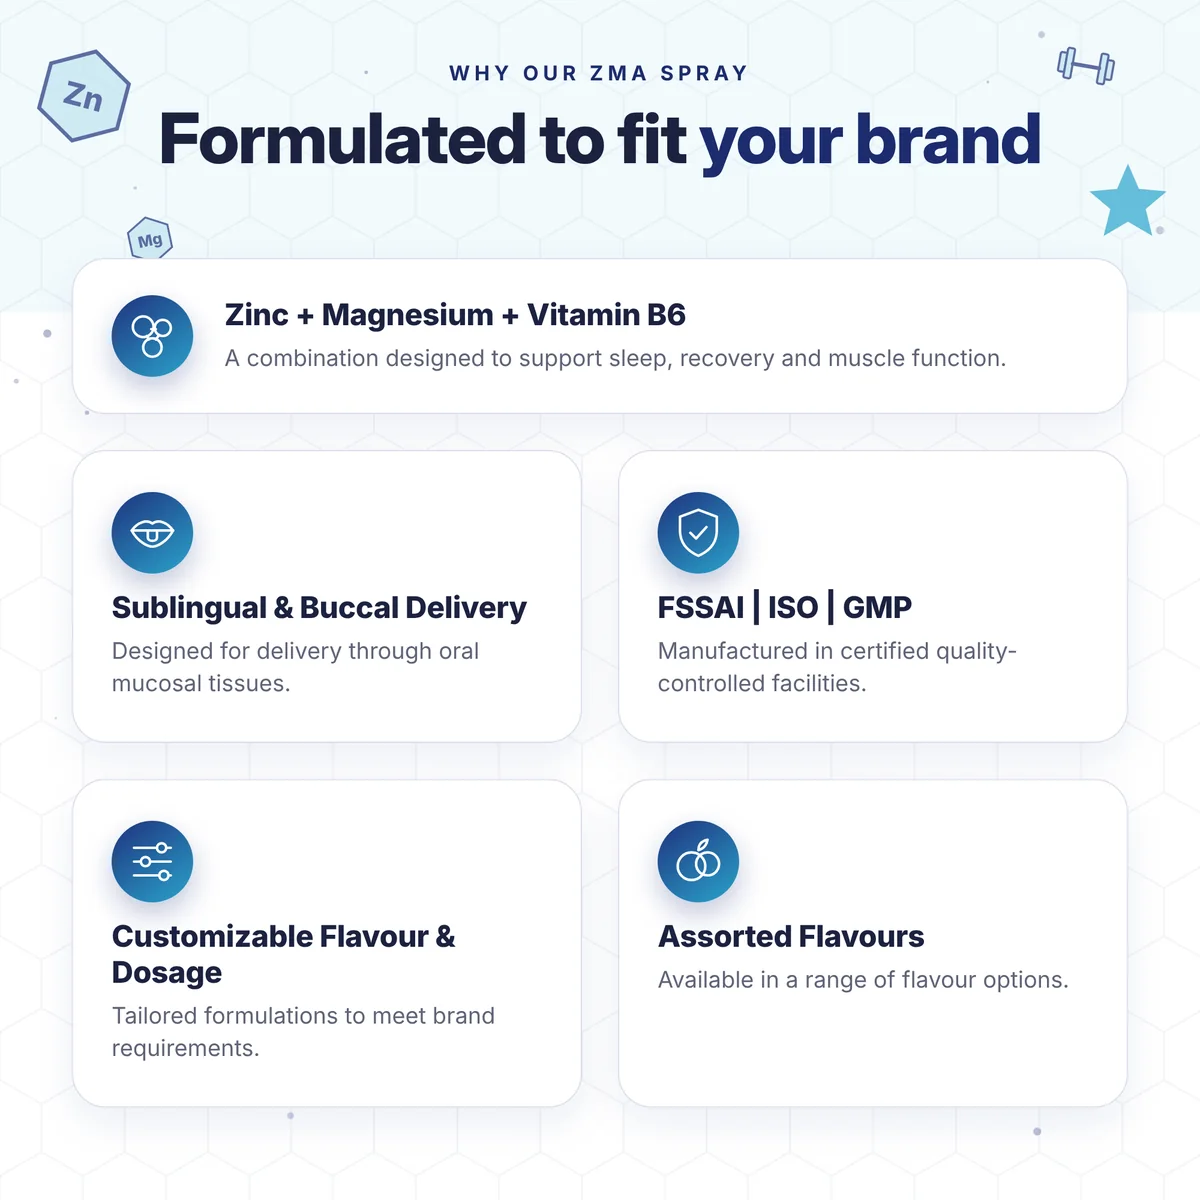 WHY OUR ZMA SPRAY
Zn
Formulated to fit your brand
Mg
Zinc + Magnesium + Vitamin B6
A combination designed to support sleep, recovery and muscle function.
Sublingual & Buccal Delivery
Designed for delivery through oral
mucosal tissues.
FSSAI | ISO | GMP
Manufactured in certified quality-
controlled facilities.
Customizable Flavour &
Dosage
Tailored formulations to meet brand
requirements.
Assorted Flavours
Available in a range of flavour options.